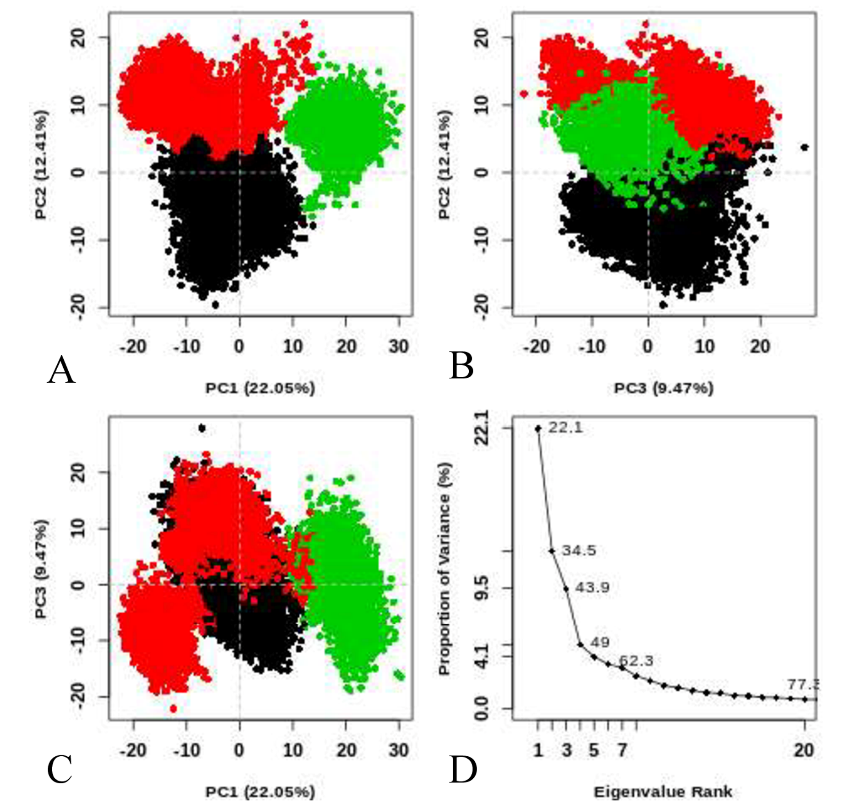 20
10
0
-10
-20
PC2 (12.41%)
-20 -10 0 10 20 30
PC1 (22.05%)
A
20
10
0
-10
-20
PC2 (12.41%)
-20 -10 0 10 20
PC3 (9.47%)
B
20
10
0
-10
-20
PC3 (9.47%)
-20 -10 0 10 20 30
PC1 (22.05%)
C
22.1
9.5
4.1
0.0
Proportion of Variance (%)
22.1
34.5
43.9
49
62.3
77.3
1 3 5 7 20
Eigenvalue Rank
D